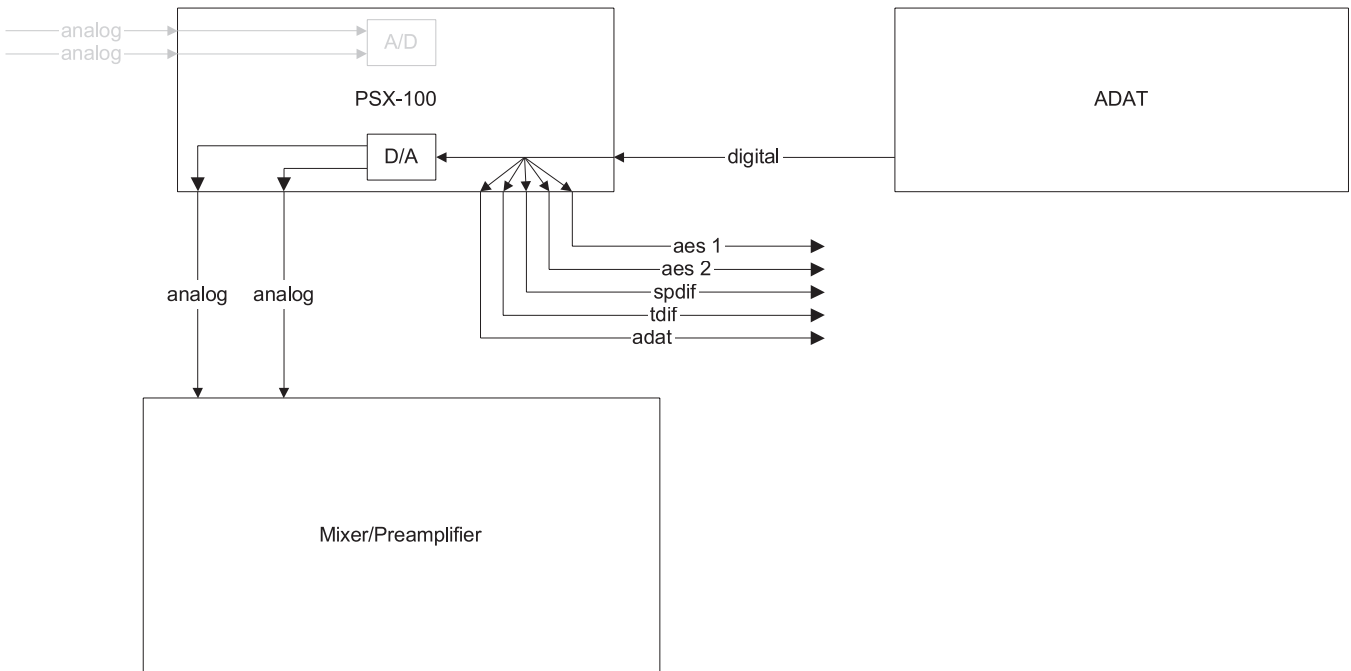 analog
analog
A/D
PSX-100
ADAT
D/A
digital
aes 1
aes 2
spdif
tdif
adat
analog
analog
Mixer/Preamplifier